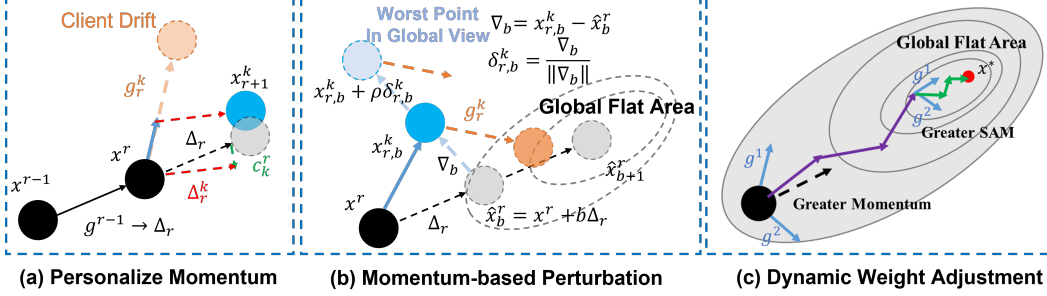 Client Drift
g_r^k
x_{r+1}^k
x^r
Δ_r
c_k^r
x^{r−1}
Δ_r^k
g^{r−1} → Δ_r
(a) Personalize Momentum
Worst Point
In Global View
∇_b = x_{r,b}^k − x̂_b^r
δ_{r,b}^k = ∇_b / ‖∇_b‖
x_{r,b}^k + ρδ_{r,b}^k
g_r^k
Global Flat Area
x_{r,b}^k
∇_b
x̂_{b+1}^r
x^r
Δ_r
x̂_b^r = x^r + bΔ_r
(b) Momentum-based Perturbation
Global Flat Area
g^1
x^*
g^2
Greater SAM
g^1
Greater Momentum
g^2
(c) Dynamic Weight Adjustment